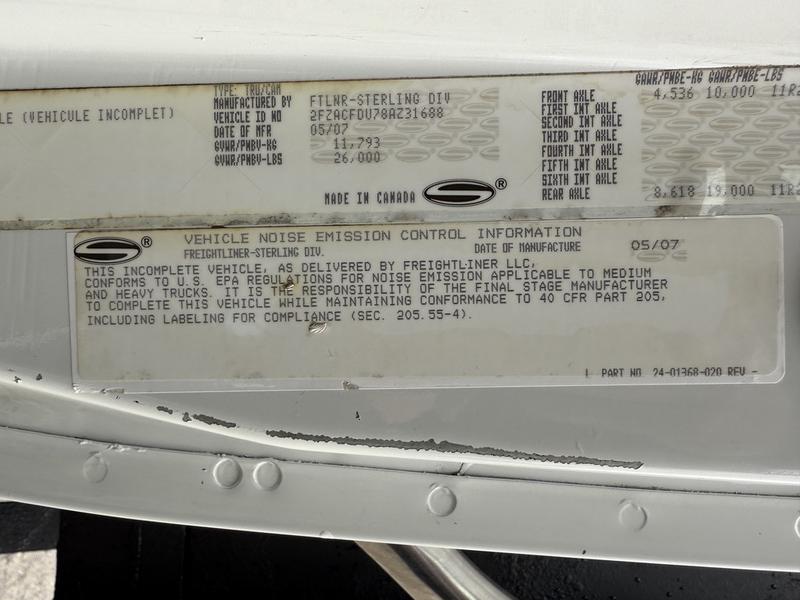 GAWR/PNBE-KG GAWR/PNBE-LBS
TYPE: TRU/CAM
LE (VEHICULE INCOMPLET)
MANUFACTURED BY FTLNR-STERLING DIV
VEHICLE ID NO 2FZACFDU78AZ31688
DATE OF MFR 05/07
GVWR/PNBV-KG 11,793
GVWR/PNBV-LBS 26,000
FRONT AXLE 4,536 10,000 11R2
FIRST INT AXLE
SECOND INT AXLE
THIRD INT AXLE
FOURTH INT AXLE
FIFTH INT AXLE
SIXTH INT AXLE
REAR AXLE 8,618 19,000 11R2
MADE IN CANADA ®
® VEHICLE NOISE EMISSION CONTROL INFORMATION
FREIGHTLINER-STERLING DIV. DATE OF MANUFACTURE 05/07
THIS INCOMPLETE VEHICLE, AS DELIVERED BY FREIGHTLINER LLC,
CONFORMS TO U.S. EPA REGULATIONS FOR NOISE EMISSION APPLICABLE TO MEDIUM
AND HEAVY TRUCKS. IT IS THE RESPONSIBILITY OF THE FINAL STAGE MANUFACTURER
TO COMPLETE THIS VEHICLE WHILE MAINTAINING CONFORMANCE TO 40 CFR PART 205,
INCLUDING LABELING FOR COMPLIANCE (SEC. 205.55-4).
PART NO 24-01368-020 REV -